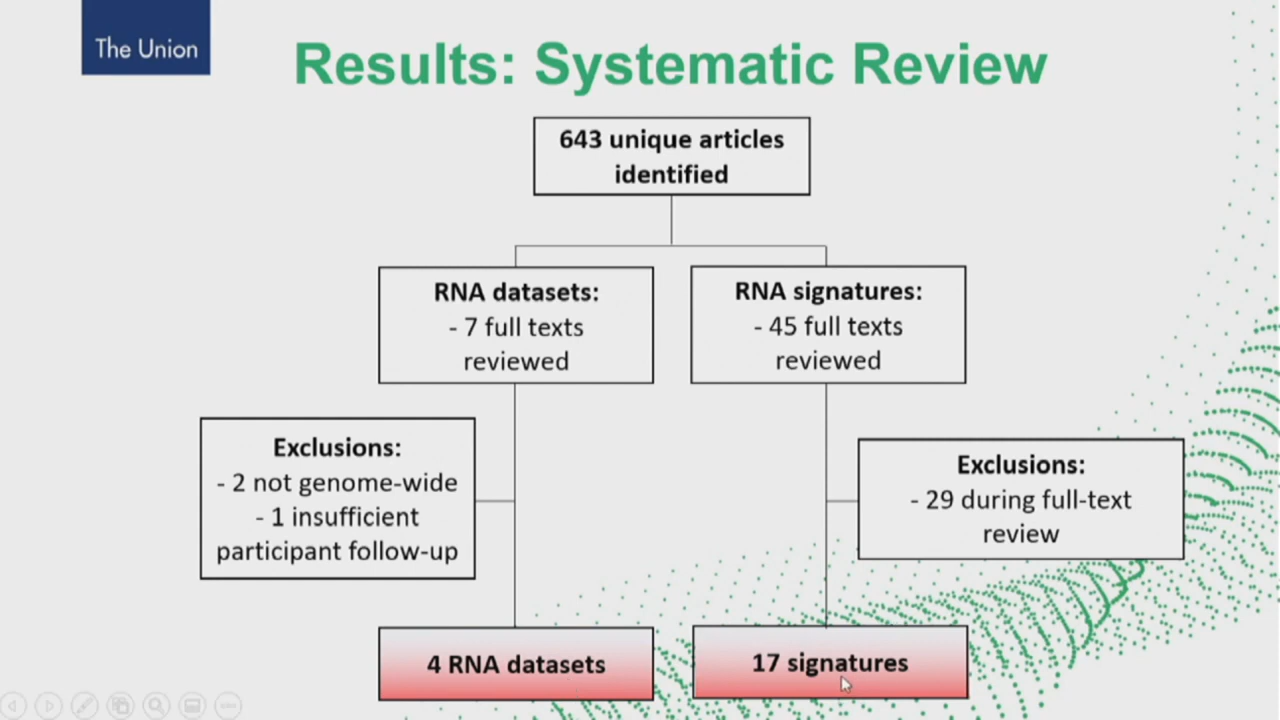 The Union
Results: Systematic Review
643 unique articles
identified
RNA datasets:
- 7 full texts
reviewed
RNA signatures:
- 45 full texts
reviewed
Exclusions:
- 2 not genome-wide
- 1 insufficient
participant follow-up
Exclusions:
- 29 during full-text
review
4 RNA datasets
17 signatures